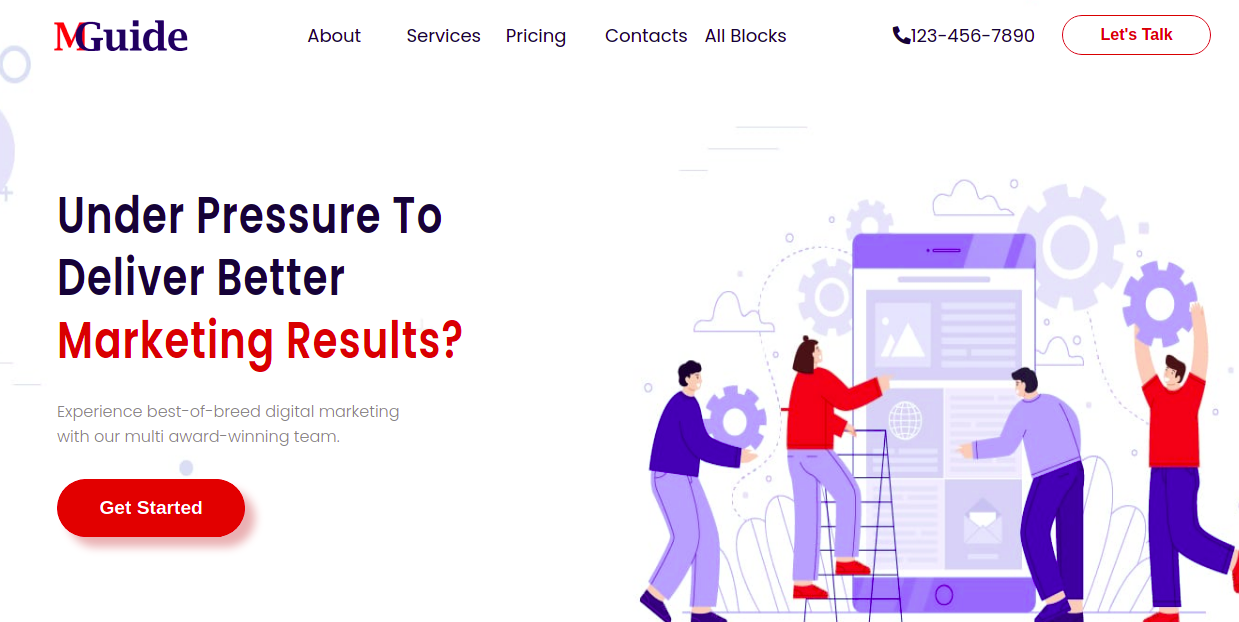 MGuide
About Services Pricing Contacts All Blocks
123-456-7890
Let's Talk
Under Pressure To
Deliver Better
Marketing Results?
Experience best-of-breed digital marketing
with our multi award-winning team.
Get Started